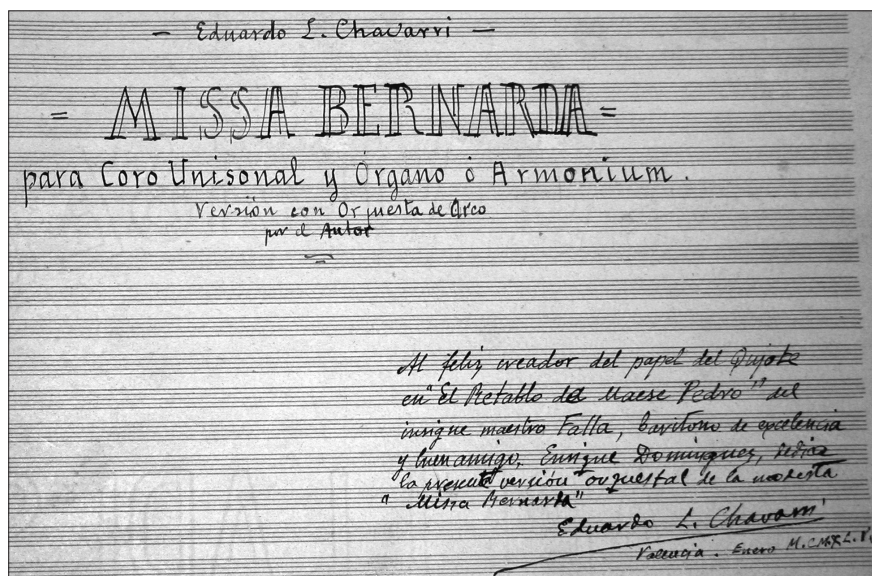 — Eduardo L. Chavarri —
= MISSA BERNARDA =
para Coro Unisonal y Organo ó Armonium.
Versión con Orquesta de Arco
por el Autor
Al feliz creador del papel del Quijote
en "El Retablo de Maese Pedro" del
insigne maestro Falla, baritono de excelencia
y buen amigo, Enrique Dominguez, dedica
la presente versión orquestal de la modesta
"Missa Bernarda"
Eduardo L. Chavarri
Valencia. Enero